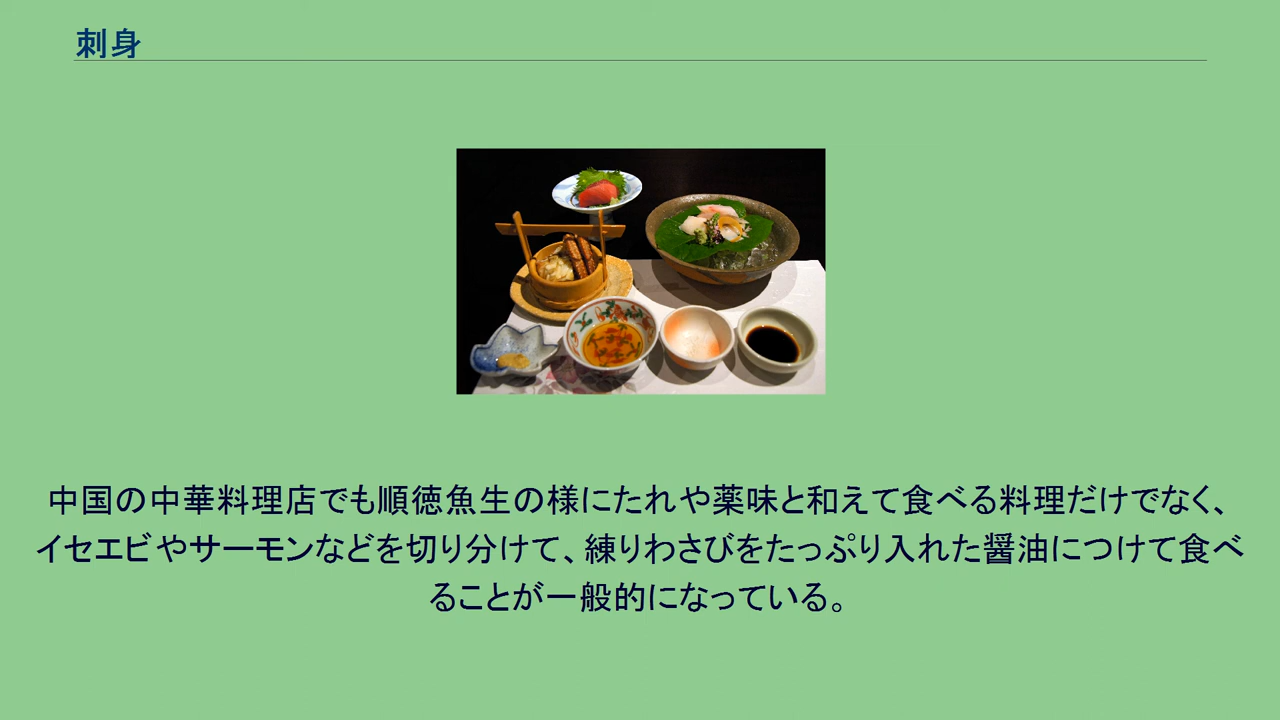 刺身
中国の中華料理店でも順徳魚生の様にたれや薬味と和えて食べる料理だけでなく、
イセエビやサーモンなどを切り分けて、練りわさびをたっぷり入れた醤油につけて食べ
ることが一般的になっている。